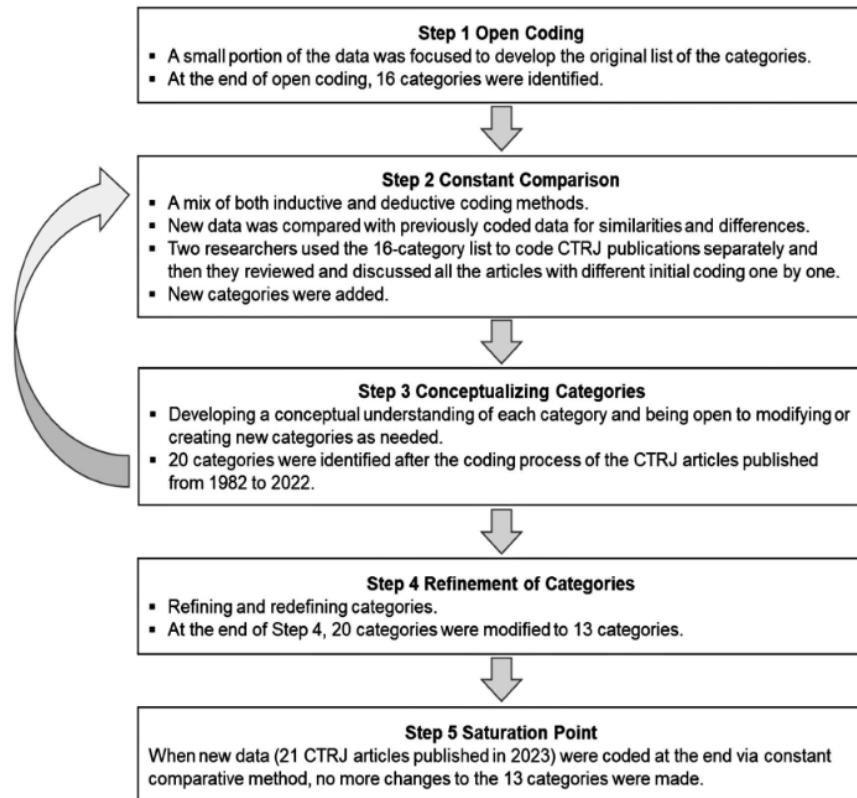 Step 1 Open Coding
▪ A small portion of the data was focused to develop the original list of the categories.
▪ At the end of open coding, 16 categories were identified.
Step 2 Constant Comparison
▪ A mix of both inductive and deductive coding methods.
▪ New data was compared with previously coded data for similarities and differences.
▪ Two researchers used the 16-category list to code CTRJ publications separately and
then they reviewed and discussed all the articles with different initial coding one by one.
▪ New categories were added.
Step 3 Conceptualizing Categories
▪ Developing a conceptual understanding of each category and being open to modifying or
creating new categories as needed.
▪ 20 categories were identified after the coding process of the CTRJ articles published
from 1982 to 2022.
Step 4 Refinement of Categories
▪ Refining and redefining categories.
▪ At the end of Step 4, 20 categories were modified to 13 categories.
Step 5 Saturation Point
When new data (21 CTRJ articles published in 2023) were coded at the end via constant
comparative method, no more changes to the 13 categories were made.